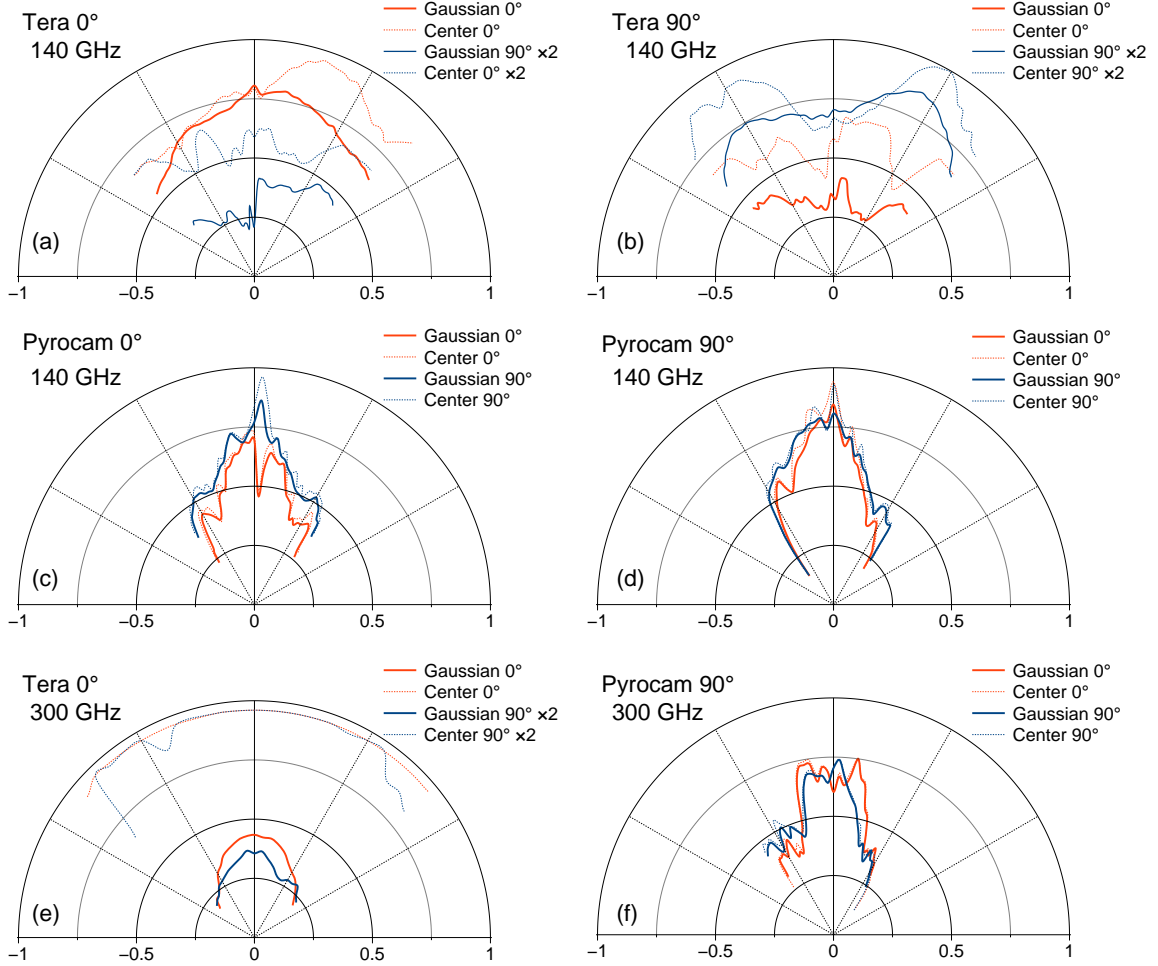 Tera 0°
140 GHz
Gaussian 0°
Center 0°
Gaussian 90° ×2
Center 0° ×2
(a)
−1
−0.5
0
0.5
1
Tera 90°
140 GHz
Gaussian 0°
Center 0°
Gaussian 90° ×2
Center 90° ×2
(b)
−1
−0.5
0
0.5
1
Pyrocam 0°
140 GHz
Gaussian 0°
Center 0°
Gaussian 90°
Center 90°
(c)
−1
−0.5
0
0.5
1
Pyrocam 90°
140 GHz
Gaussian 0°
Center 0°
Gaussian 90°
Center 90°
(d)
−1
−0.5
0
0.5
1
Tera 0°
300 GHz
Gaussian 0°
Center 0°
Gaussian 90° ×2
Center 90° ×2
(e)
−1
−0.5
0
0.5
1
Pyrocam 90°
300 GHz
Gaussian 0°
Center 0°
Gaussian 90°
Center 90°
(f)
−1
−0.5
0
0.5
1